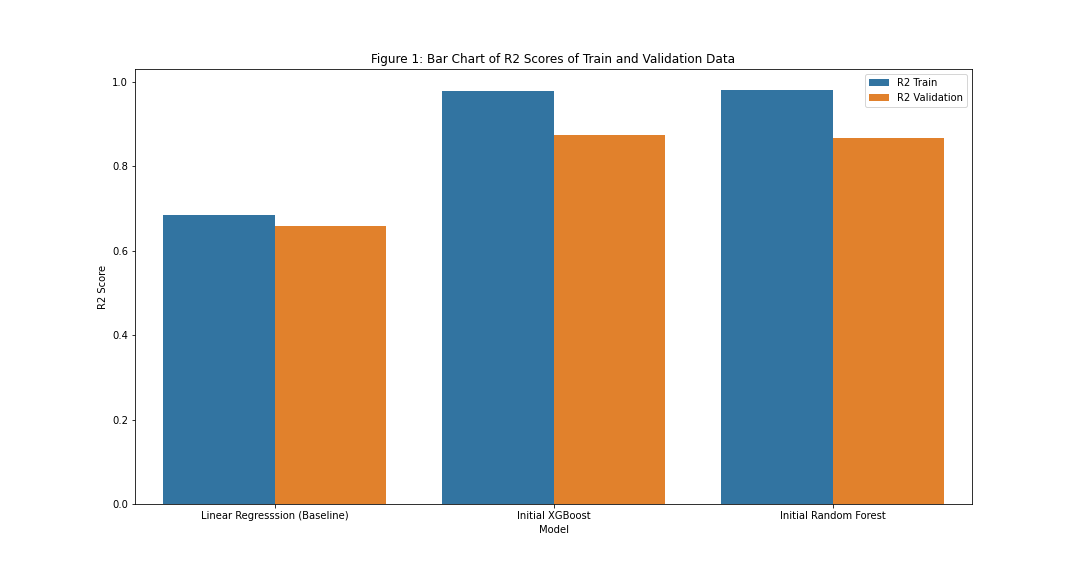 Figure 1: Bar Chart of R2 Scores of Train and Validation Data
R2 Train
R2 Validation
1.0
0.8
0.6
0.4
0.2
0.0
R2 Score
Linear Regresssion (Baseline)
Initial XGBoost
Initial Random Forest
Model